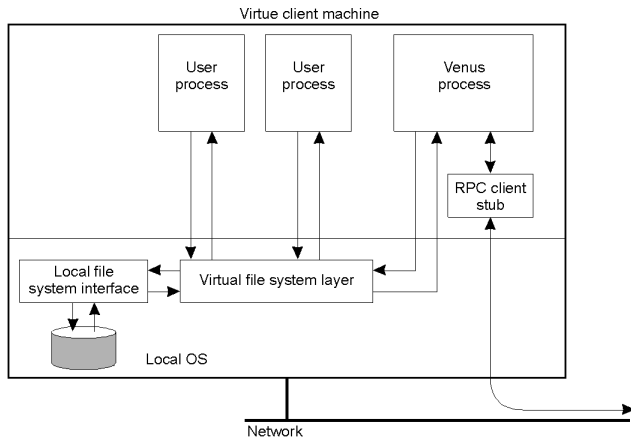 Virtue client machine
User
process
User
process
Venus
process
RPC client
stub
Local file
system interface
Virtual file system layer
Local OS
Network